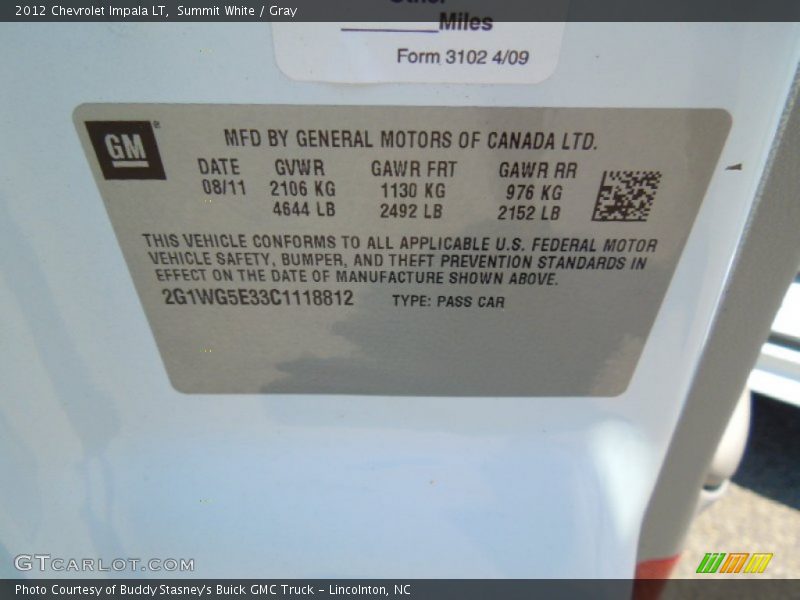 2012 Chevrolet Impala LT, Summit White / Gray
Other
Miles
Form 3102 4/09
GM
MFD BY GENERAL MOTORS OF CANADA LTD.
DATE GVWR GAWR FRT GAWR RR
08/11 2106 KG 1130 KG 976 KG
4644 LB 2492 LB 2152 LB
THIS VEHICLE CONFORMS TO ALL APPLICABLE U.S. FEDERAL MOTOR
VEHICLE SAFETY, BUMPER, AND THEFT PREVENTION STANDARDS IN
EFFECT ON THE DATE OF MANUFACTURE SHOWN ABOVE.
2G1WG5E33C1118812 TYPE: PASS CAR
GTCARLOT.COM
Photo Courtesy of Buddy Stasney's Buick GMC Truck - Lincolnton, NC